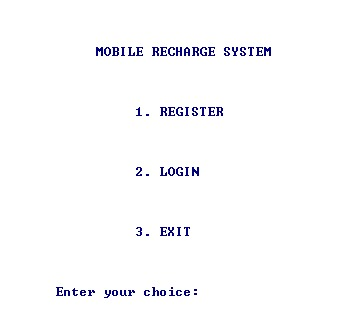 MOBILE RECHARGE SYSTEM
1. REGISTER
2. LOGIN
3. EXIT
Enter your choice: